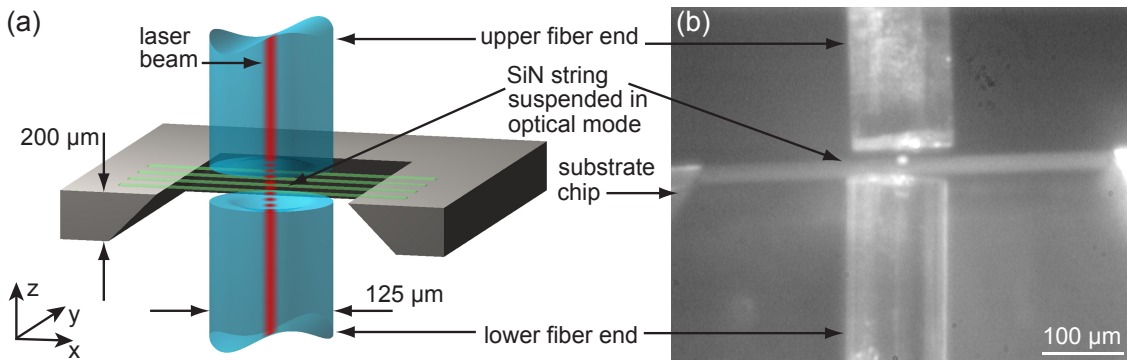 (a)
laser
beam
200 µm
z
y
x
125 µm
upper fiber end
SiN string
suspended in
optical mode
substrate
chip
lower fiber end
(b)
100 µm